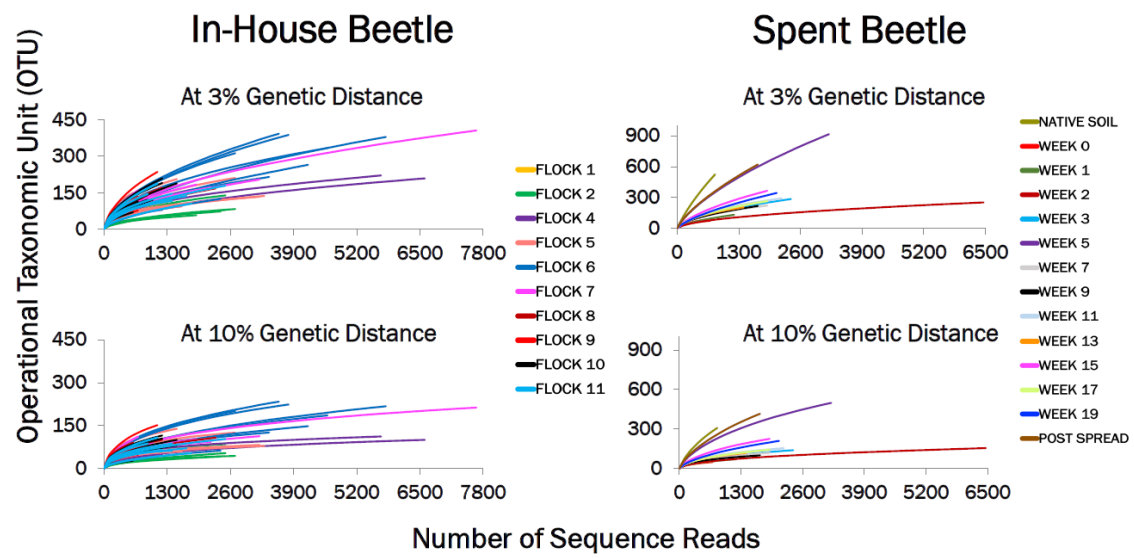 In-House Beetle
Spent Beetle
Operational Taxonomic Unit (OTU)
At 3% Genetic Distance
450
300
150
0
0 1300 2600 3900 5200 6500 7800
At 10% Genetic Distance
450
300
150
0
0 1300 2600 3900 5200 6500 7800
FLOCK 1
FLOCK 2
FLOCK 4
FLOCK 5
FLOCK 6
FLOCK 7
FLOCK 8
FLOCK 9
FLOCK 10
FLOCK 11
At 3% Genetic Distance
900
600
300
0
0 1300 2600 3900 5200 6500
At 10% Genetic Distance
900
600
300
0
0 1300 2600 3900 5200 6500
NATIVE SOIL
WEEK 0
WEEK 1
WEEK 2
WEEK 3
WEEK 5
WEEK 7
WEEK 9
WEEK 11
WEEK 13
WEEK 15
WEEK 17
WEEK 19
POST SPREAD
Number of Sequence Reads